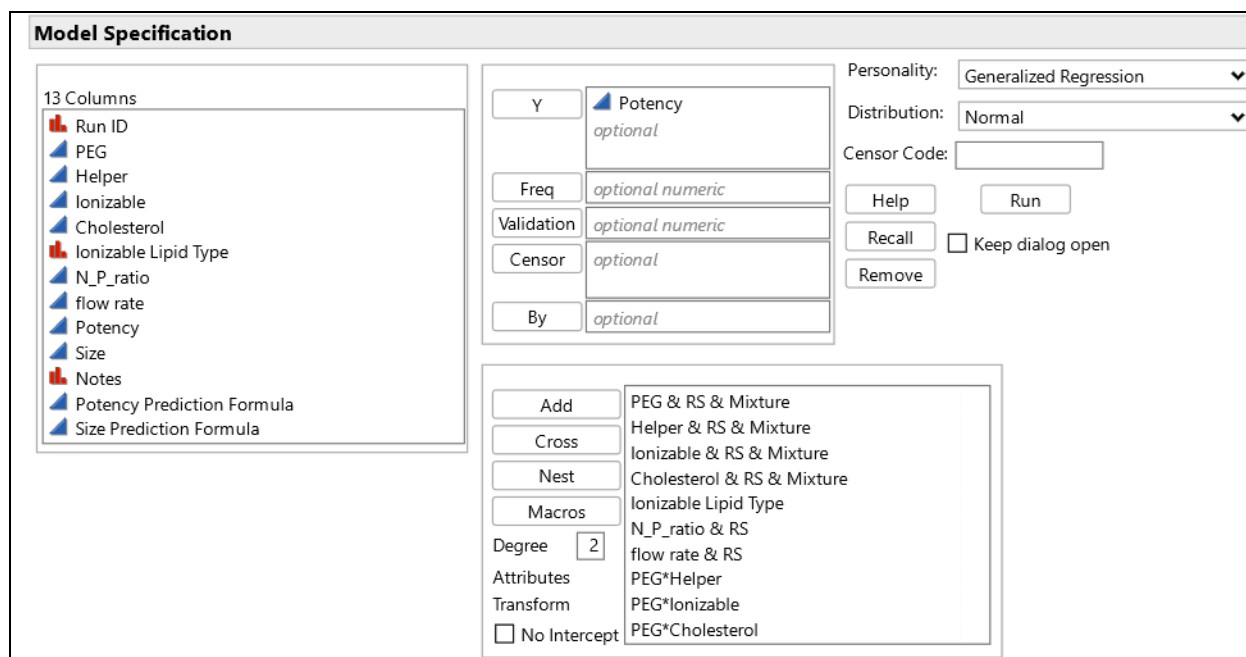 Model Specification
13 Columns
Run ID
PEG
Helper
Ionizable
Cholesterol
Ionizable Lipid Type
N_P_ratio
flow rate
Potency
Size
Notes
Potency Prediction Formula
Size Prediction Formula
Y
Potency
optional
Freq
optional numeric
Validation
optional numeric
Censor
optional
By
optional
Personality:
Generalized Regression
Distribution:
Normal
Censor Code:
Help
Run
Recall
Keep dialog open
Remove
Add
Cross
Nest
Macros
Degree 2
Attributes
Transform
No Intercept
PEG & RS & Mixture
Helper & RS & Mixture
Ionizable & RS & Mixture
Cholesterol & RS & Mixture
Ionizable Lipid Type
N_P_ratio & RS
flow rate & RS
PEG*Helper
PEG*Ionizable
PEG*Cholesterol